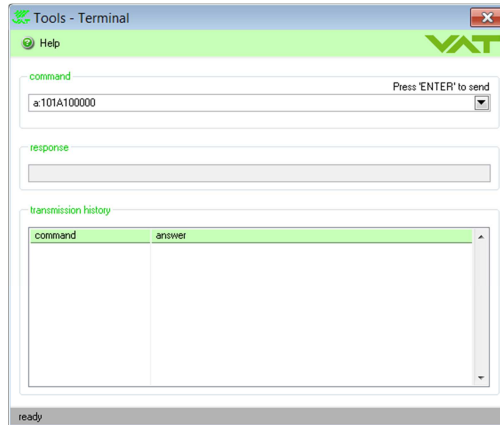 Tools - Terminal
Help
VAT
command
Press 'ENTER' to send
a:101A100000
response
transmission history
command answer
ready